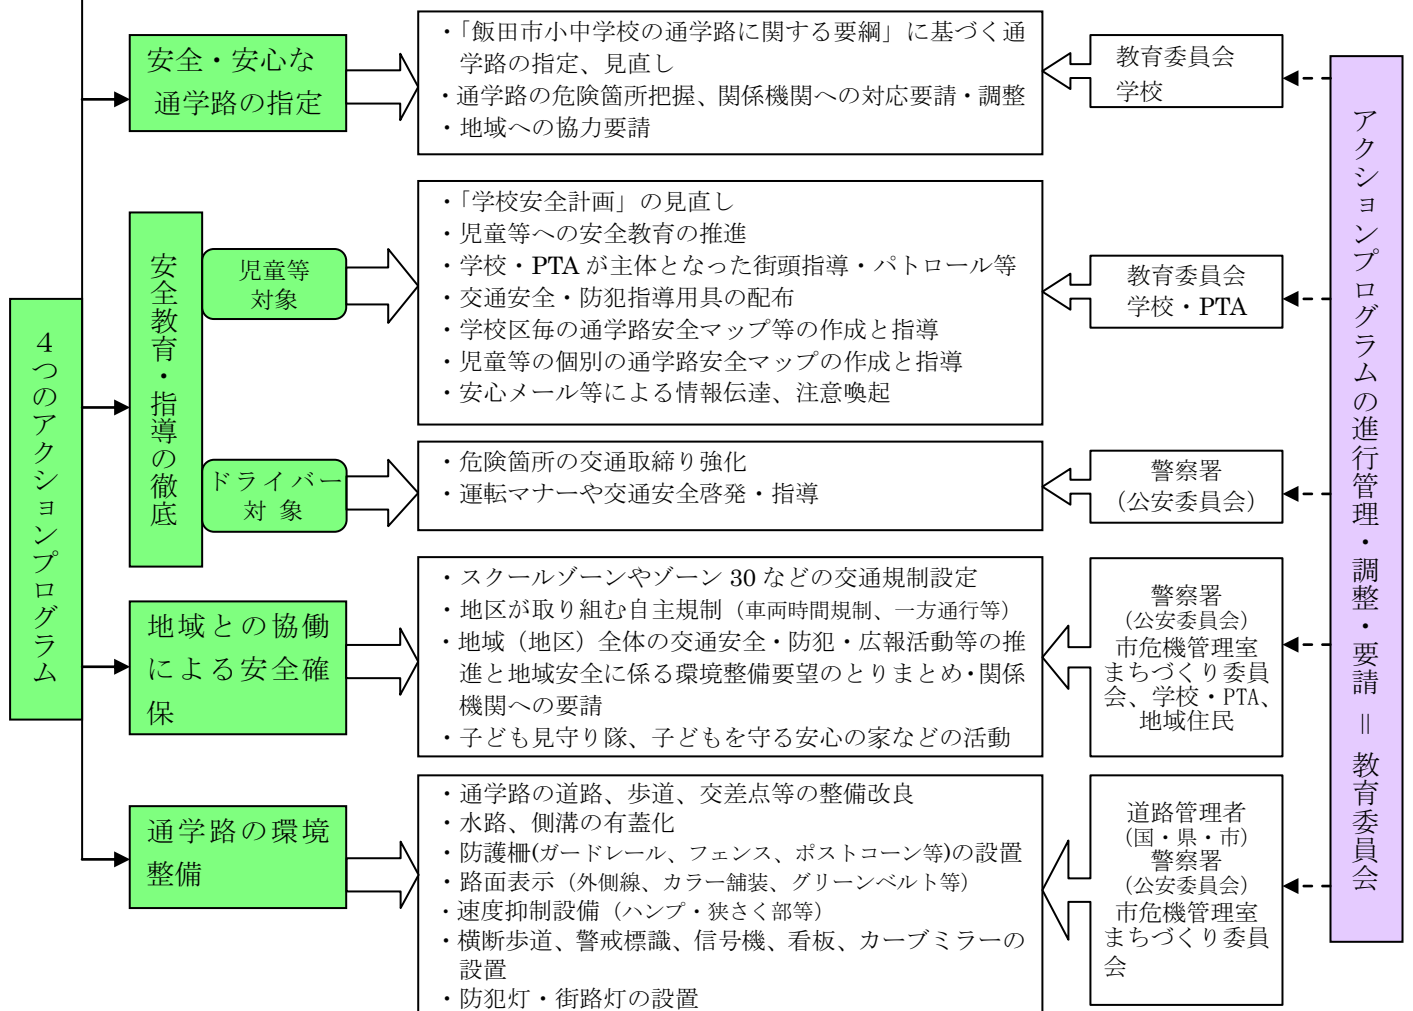 4つのアクションプログラム
安全・安心な
通学路の指定
・「飯田市小中学校の通学路に関する要綱」に基づく通
学路の指定、見直し
・通学路の危険箇所把握、関係機関への対応要請・調整
・地域への協力要請
教育委員会
学校
安全教育・指導の徹底
児童等
対象
・「学校安全計画」の見直し
・児童等への安全教育の推進
・学校・PTA が主体となった街頭指導・パトロール等
・交通安全・防犯指導用具の配布
・学校区毎の通学路安全マップ等の作成と指導
・児童等の個別の通学路安全マップの作成と指導
・安心メール等による情報伝達、注意喚起
教育委員会
学校・PTA
ドライバー
対 象
・危険箇所の交通取締り強化
・運転マナーや交通安全啓発・指導
警察署
（公安委員会）
地域との協働
による安全確
保
・スクールゾーンやゾーン 30 などの交通規制設定
・地区が取り組む自主規制（車両時間規制、一方通行等）
・地域（地区）全体の交通安全・防犯・広報活動等の推
進と地域安全に係る環境整備要望のとりまとめ・関係
機関への要請
・子ども見守り隊、子どもを守る安心の家などの活動
警察署
（公安委員会）
市危機管理室
まちづくり委員
会、学校・PTA、
地域住民
通学路の環境
整備
・通学路の道路、歩道、交差点等の整備改良
・水路、側溝の有蓋化
・防護柵(ガードレール、フェンス、ポストコーン等)の設置
・路面表示（外側線、カラー舗装、グリーンベルト等）
・速度抑制設備（ハンプ・狭さく部等）
・横断歩道、警戒標識、信号機、看板、カーブミラーの
設置
・防犯灯・街路灯の設置
道路管理者
（国・県・市）
警察署
（公安委員会）
市危機管理室
まちづくり委員
会
アクションプログラムの進行管理・調整・要請 ＝ 教育委員会